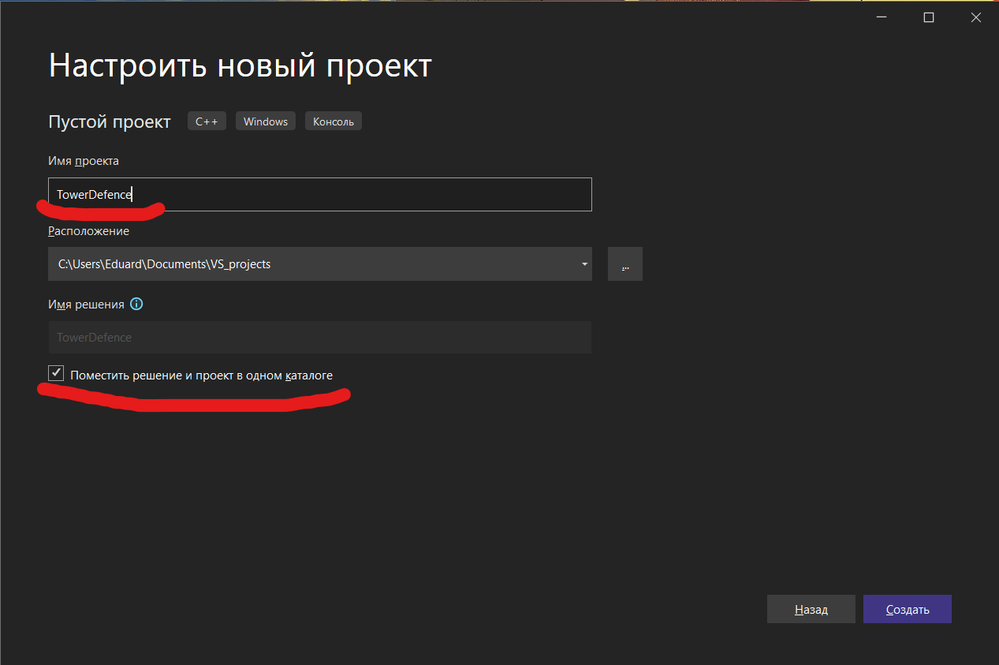 Настроить новый проект
Пустой проект C++ Windows Консоль
Имя проекта
TowerDefence
Расположение
C:\Users\Eduard\Documents\VS_projects
...
Имя решения
TowerDefence
Поместить решение и проект в одном каталоге
Назад Создать